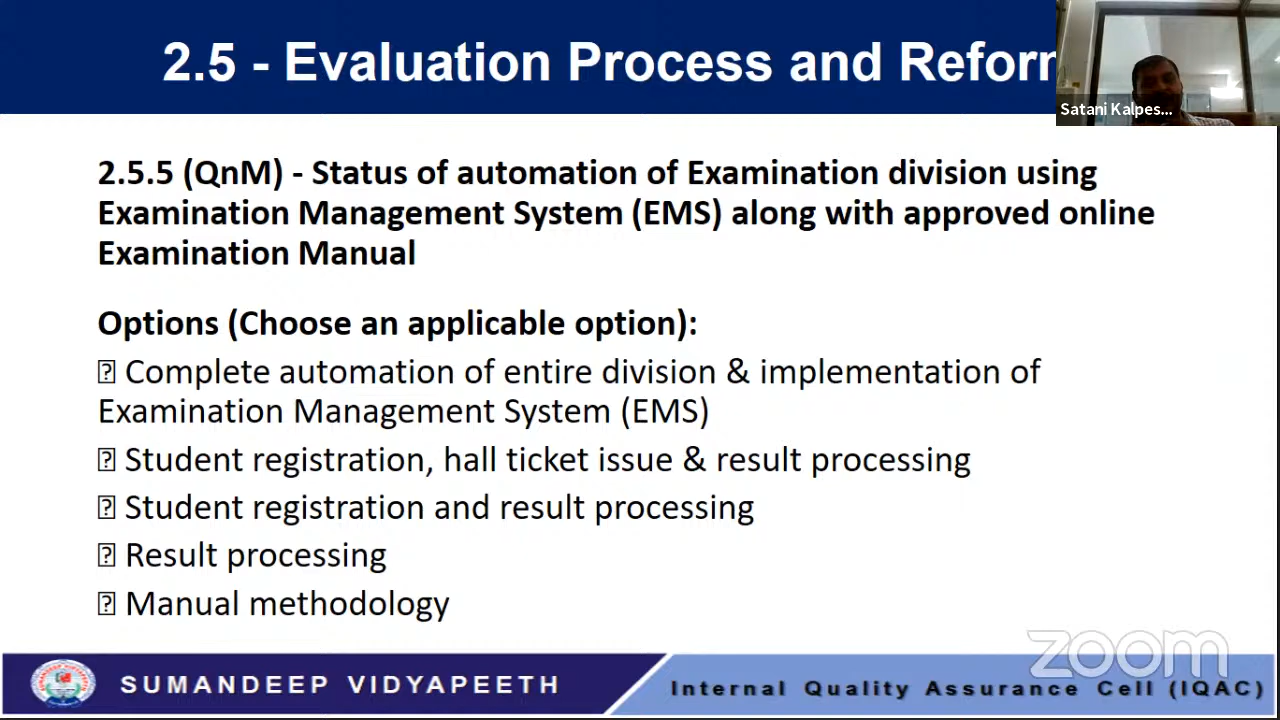 2.5 - Evaluation Process and Refor
Satani Kalpes...
2.5.5 (QnM) - Status of automation of Examination division using
Examination Management System (EMS) along with approved online
Examination Manual
Options (Choose an applicable option):
Complete automation of entire division & implementation of
Examination Management System (EMS)
Student registration, hall ticket issue & result processing
Student registration and result processing
Result processing
Manual methodology
zoom
SUMANDEEP VIDYAPEETH
Internal Quality Assurance Cell (IQAC)